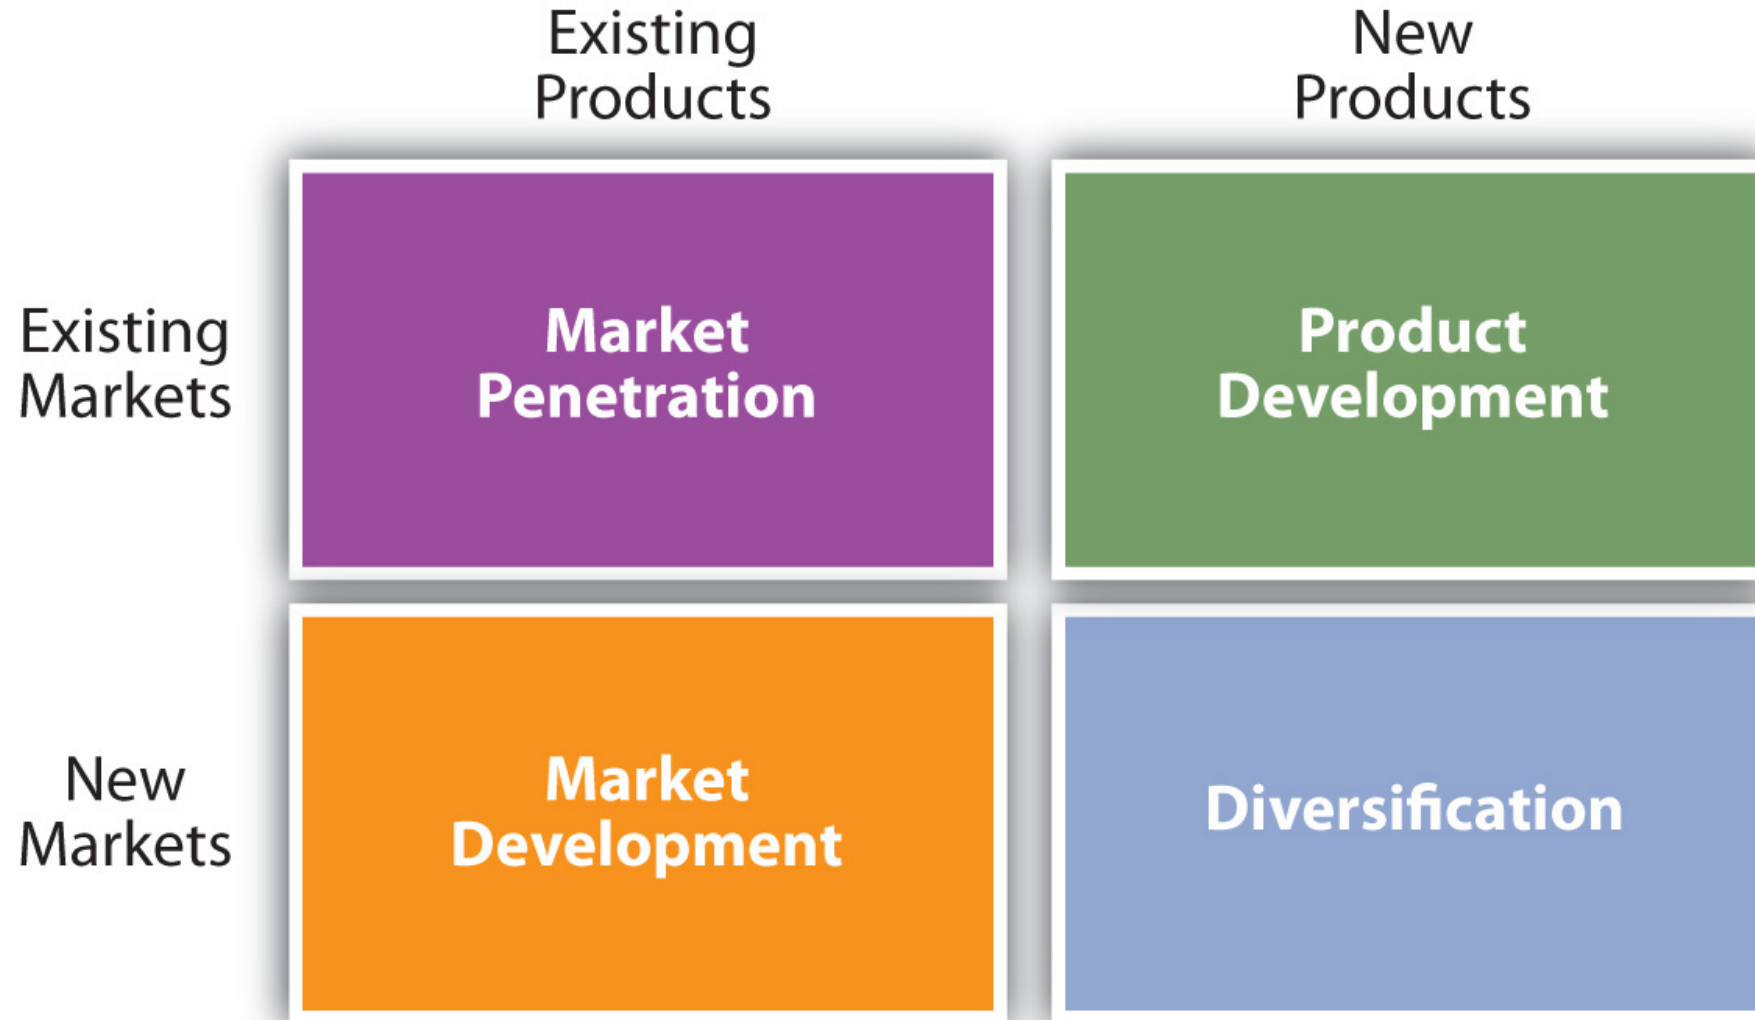 Existing
Products
New
Products
Existing
Markets
Market
Penetration
Product
Development
New
Markets
Market
Development
Diversification